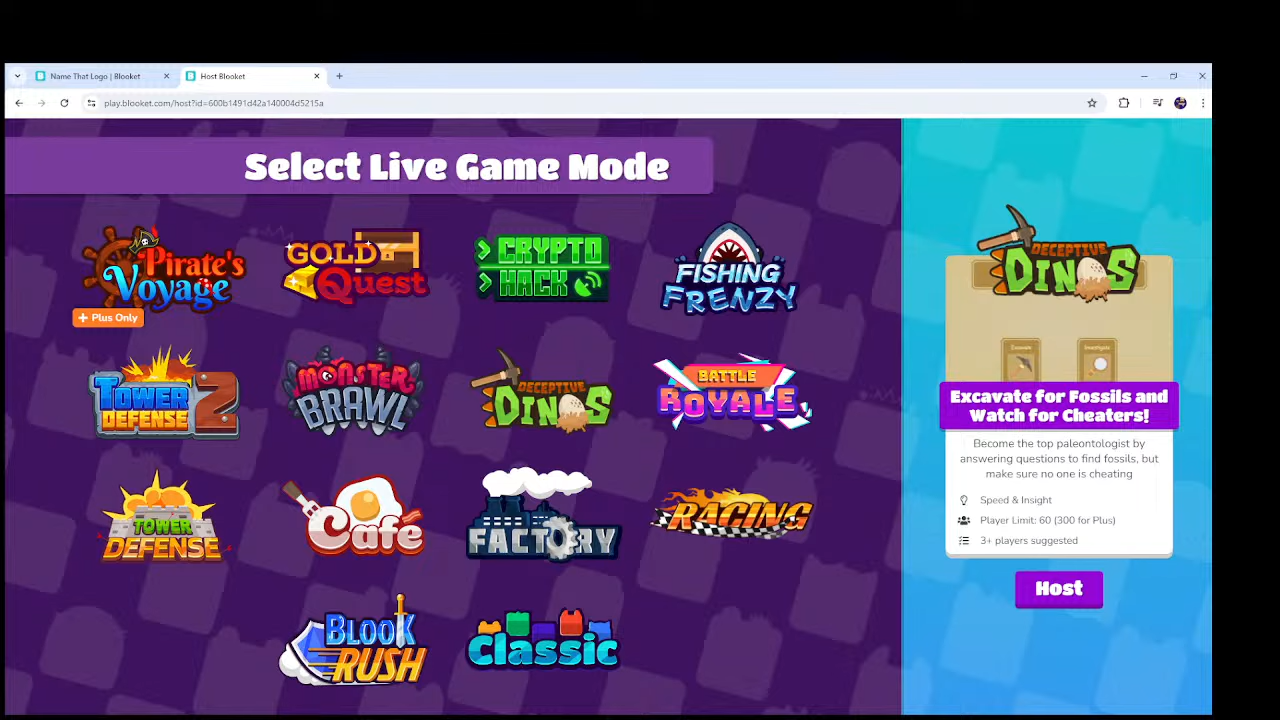 Name That Logo | Blooket
Host Blooket
play.blooket.com/host?id=600b1491d42a140004d5215a
Select Live Game Mode
Pirate's
Voyage
+ Plus Only
GOLD
Quest
CRYPTO
HACK
FISHING
FRENZY
TOWER
DEFENSE
2
MONSTER
BRAWL
DECEPTIVE
DINOS
BATTLE
ROYALE
TOWER
DEFENSE
Cafe
FACTORY
RACING
BLOOK
RUSH
Classic
DECEPTIVE
DINOS
Excavate
Investigate
Excavate for Fossils and
Watch for Cheaters!
Become the top paleontologist by
answering questions to find fossils, but
make sure no one is cheating
Speed & Insight
Player Limit: 60 (300 for Plus)
3+ players suggested
Host